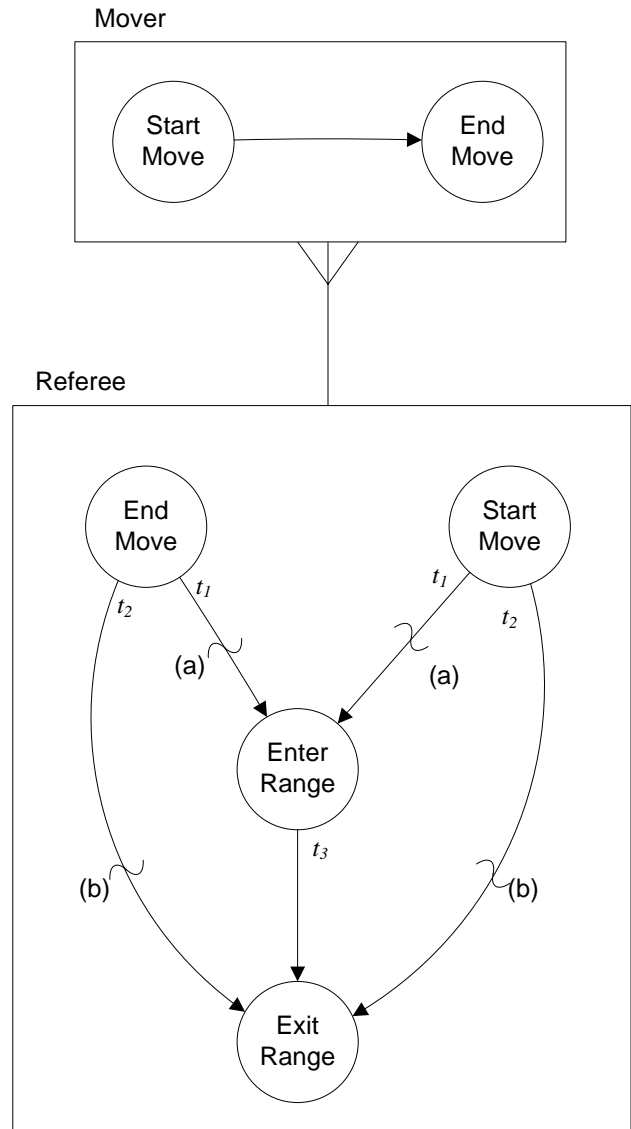 Mover
Start
Move
End
Move
Referee
End
Move
Start
Move
t1
t2
t1
t2
(a)
(a)
Enter
Range
t3
(b)
(b)
Exit
Range